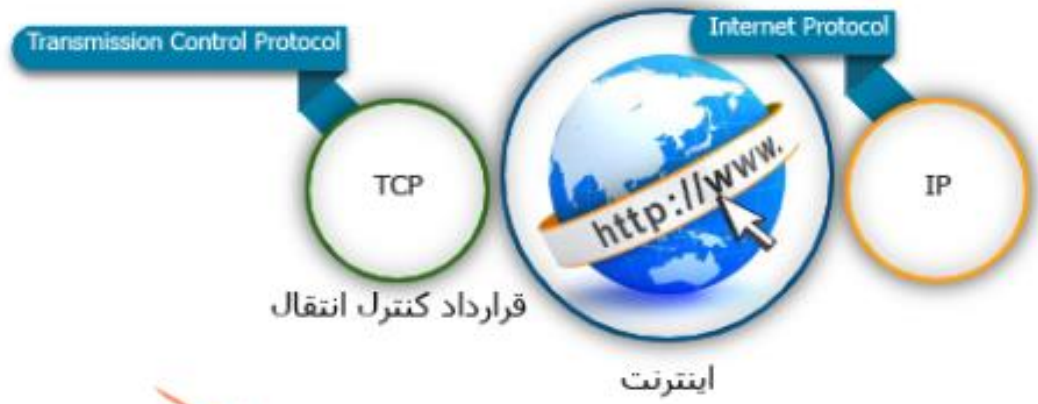 Transmission Control Protocol
Internet Protocol
TCP
http://www.
IP
قرارداد کنترل انتقال
اینترنت